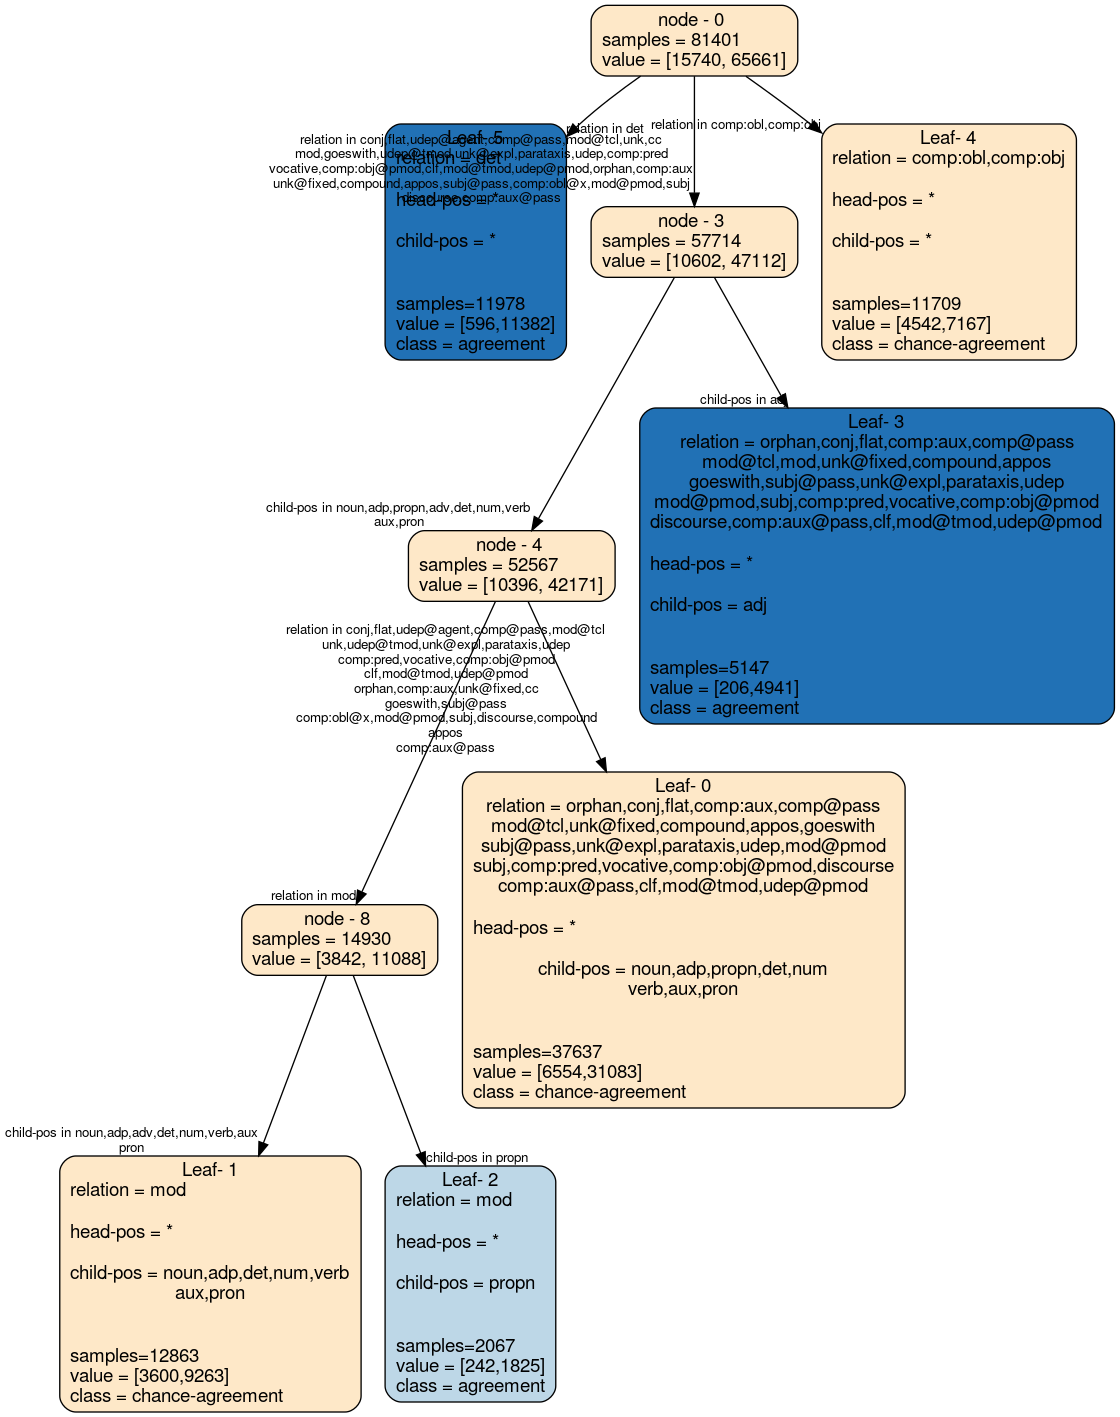 node - 0
samples = 81401
value = [15740, 65661]
relation in det
relation in conj,flat,udep@agent,comp@pass,mod@tcl,unk,cc
mod,goeswith,udep@tmod,unk@expl,parataxis,udep,comp:pred
vocative,comp:obj@pmod,clf,mod@tmod,udep@pmod,orphan,comp:aux
unk@fixed,compound,appos,subj@pass,comp:obl@x,mod@pmod,subj
discourse,comp:aux@pass
relation in comp:obl,comp:obj
Leaf- 5
relation = det
head-pos = *
child-pos = *
samples=11978
value = [596,11382]
class = agreement
node - 3
samples = 57714
value = [10602, 47112]
Leaf- 4
relation = comp:obl,comp:obj
head-pos = *
child-pos = *
samples=11709
value = [4542,7167]
class = chance-agreement
child-pos in noun,adp,propn,adv,det,num,verb
aux,pron
child-pos in adj
node - 4
samples = 52567
value = [10396, 42171]
Leaf- 3
relation = orphan,conj,flat,comp:aux,comp@pass
mod@tcl,mod,unk@fixed,compound,appos
goeswith,subj@pass,unk@expl,parataxis,udep
mod@pmod,subj,comp:pred,vocative,comp:obj@pmod
discourse,comp:aux@pass,clf,mod@tmod,udep@pmod
head-pos = *
child-pos = adj
samples=5147
value = [206,4941]
class = agreement
relation in conj,flat,udep@agent,comp@pass,mod@tcl
unk,udep@tmod,unk@expl,parataxis,udep
comp:pred,vocative,comp:obj@pmod
clf,mod@tmod,udep@pmod
orphan,comp:aux,unk@fixed,cc
goeswith,subj@pass
comp:obl@x,mod@pmod,subj,discourse,compound
appos
comp:aux@pass
relation in mod
node - 8
samples = 14930
value = [3842, 11088]
Leaf- 0
relation = orphan,conj,flat,comp:aux,comp@pass
mod@tcl,unk@fixed,compound,appos,goeswith
subj@pass,unk@expl,parataxis,udep,mod@pmod
subj,comp:pred,vocative,comp:obj@pmod,discourse
comp:aux@pass,clf,mod@tmod,udep@pmod
head-pos = *
child-pos = noun,adp,propn,det,num
verb,aux,pron
samples=37637
value = [6554,31083]
class = chance-agreement
child-pos in noun,adp,adv,det,num,verb,aux
pron
child-pos in propn
Leaf- 1
relation = mod
head-pos = *
child-pos = noun,adp,det,num,verb
aux,pron
samples=12863
value = [3600,9263]
class = chance-agreement
Leaf- 2
relation = mod
head-pos = *
child-pos = propn
samples=2067
value = [242,1825]
class = agreement